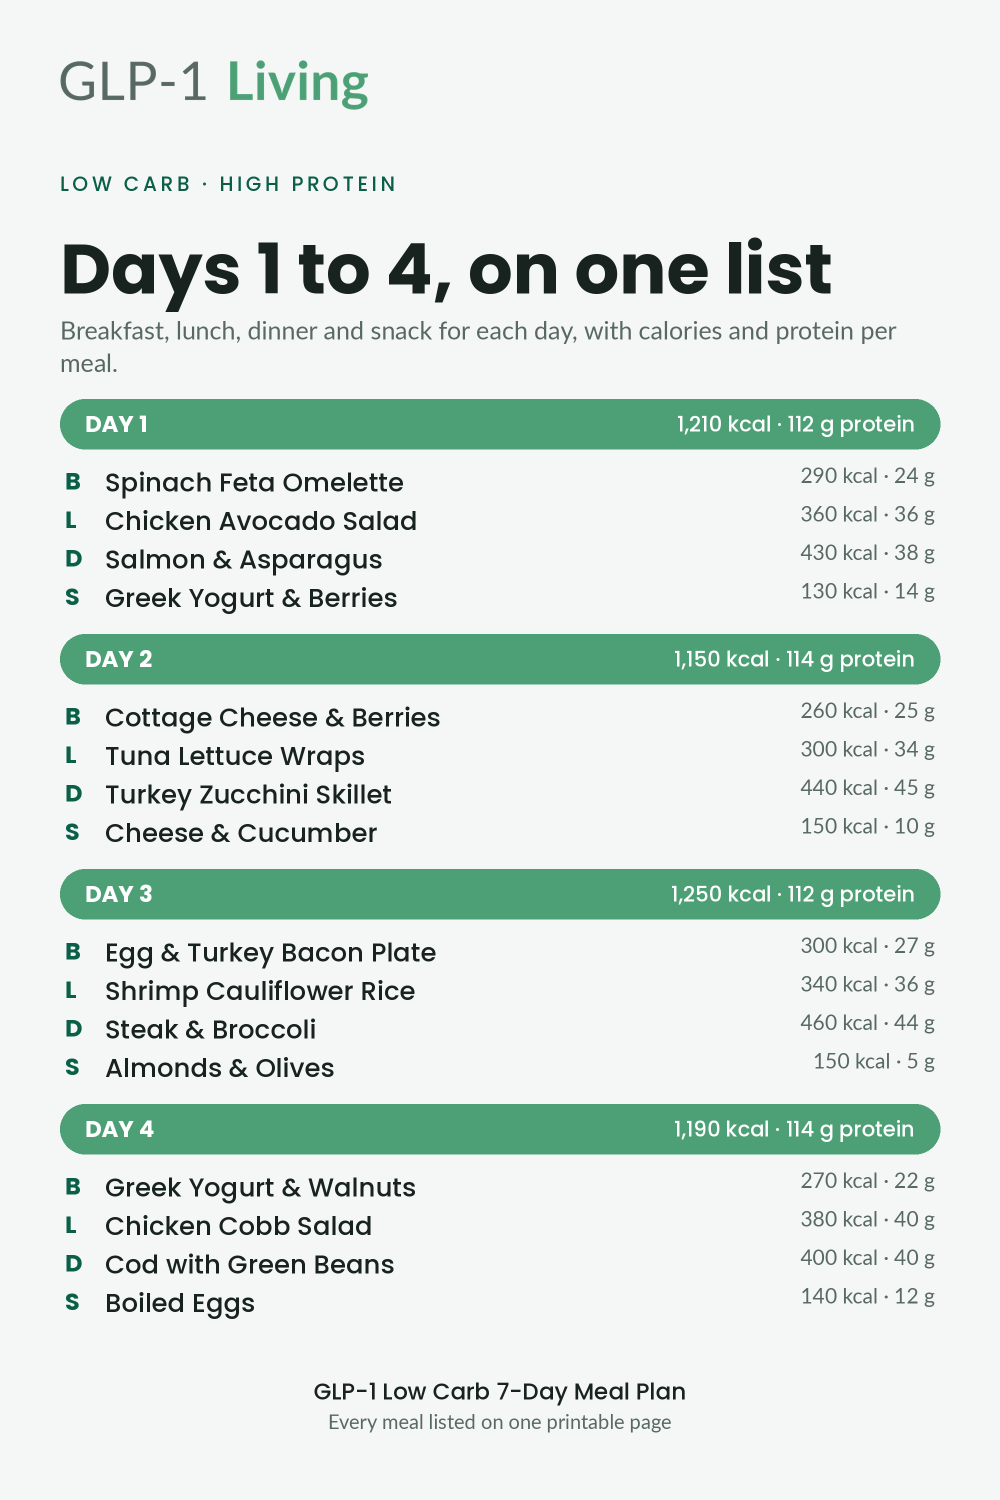 GLP-1 Living
LOW CARB · HIGH PROTEIN
Days 1 to 4, on one list
Breakfast, lunch, dinner and snack for each day, with calories and protein per
meal.
DAY 1 1,210 kcal · 112 g protein
B Spinach Feta Omelette 290 kcal · 24 g
L Chicken Avocado Salad 360 kcal · 36 g
D Salmon & Asparagus 430 kcal · 38 g
S Greek Yogurt & Berries 130 kcal · 14 g
DAY 2 1,150 kcal · 114 g protein
B Cottage Cheese & Berries 260 kcal · 25 g
L Tuna Lettuce Wraps 300 kcal · 34 g
D Turkey Zucchini Skillet 440 kcal · 45 g
S Cheese & Cucumber 150 kcal · 10 g
DAY 3 1,250 kcal · 112 g protein
B Egg & Turkey Bacon Plate 300 kcal · 27 g
L Shrimp Cauliflower Rice 340 kcal · 36 g
D Steak & Broccoli 460 kcal · 44 g
S Almonds & Olives 150 kcal · 5 g
DAY 4 1,190 kcal · 114 g protein
B Greek Yogurt & Walnuts 270 kcal · 22 g
L Chicken Cobb Salad 380 kcal · 40 g
D Cod with Green Beans 400 kcal · 40 g
S Boiled Eggs 140 kcal · 12 g
GLP-1 Low Carb 7-Day Meal Plan
Every meal listed on one printable page